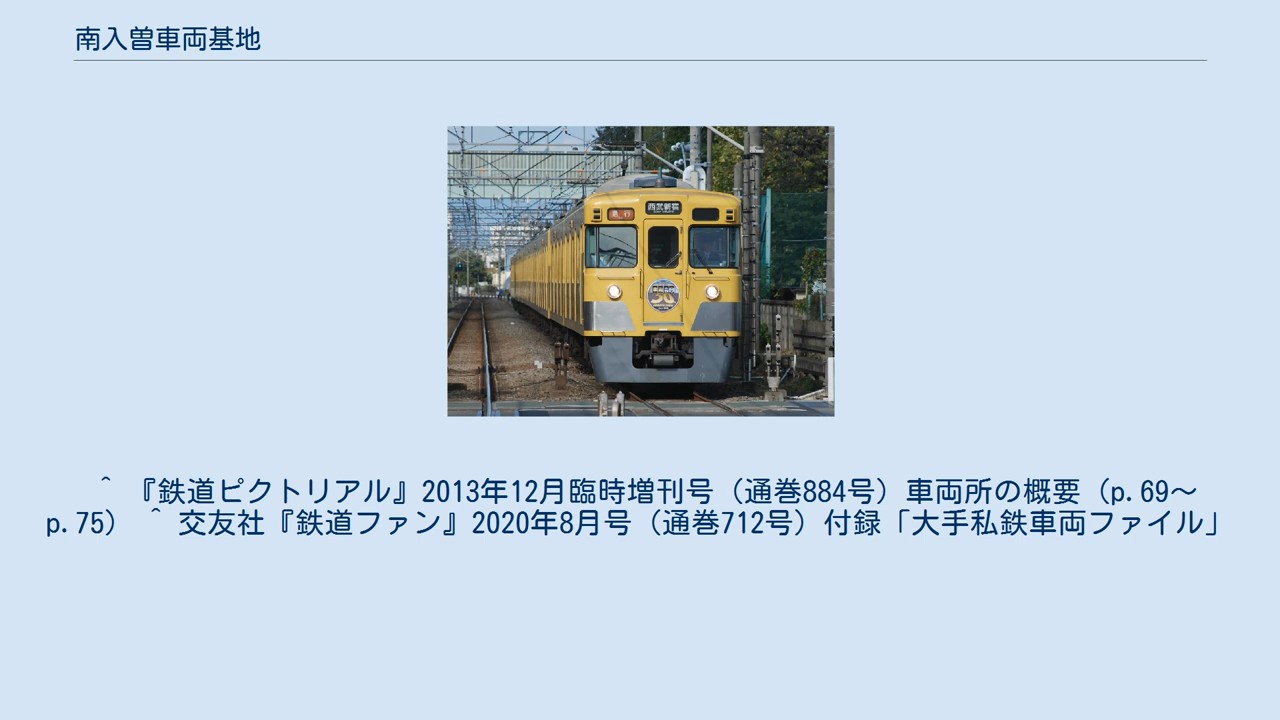 南入曽車両基地
急行
西武新宿
50
＾ 『鉄道ピクトリアル』2013年12月臨時増刊号（通巻884号）車両所の概要（p.69〜
p.75） ＾ 交友社『鉄道ファン』2020年8月号（通巻712号）付録「大手私鉄車両ファイル」